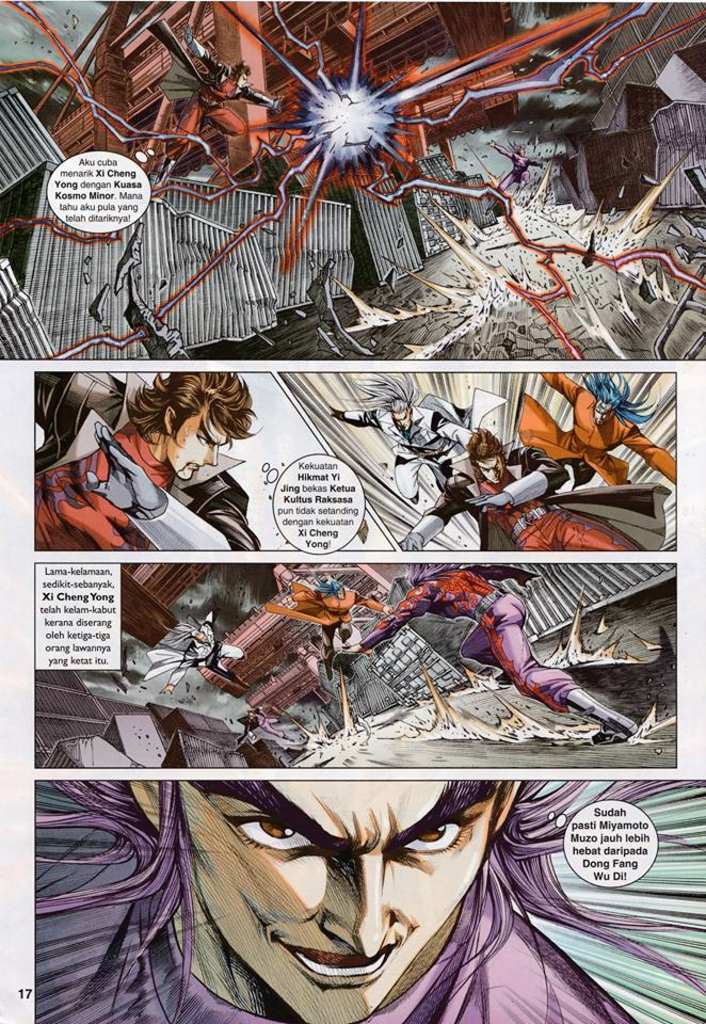 Aku cuba
menarik Xi Cheng
Yong dengan Kuasa
Kosmo Minor. Mana
tahu aku pula yang
telah ditariknya!
Kekuatan
Hikmat Yi
Jing bekas Ketua
Kultus Raksasa
pun tidak setanding
dengan kekuatan
Xi Cheng
Yong!
Lama-kelamaan,
sedikit-sebanyak,
Xi Cheng Yong
telah kelam-kabut
kerana diserang
oleh ketiga-tiga
lawannya
yang ketat itu.
Sudah
pasti Miyamoto
Muzo jauh lebih
hebat daripada
Dong Fang
Wu Di!
17